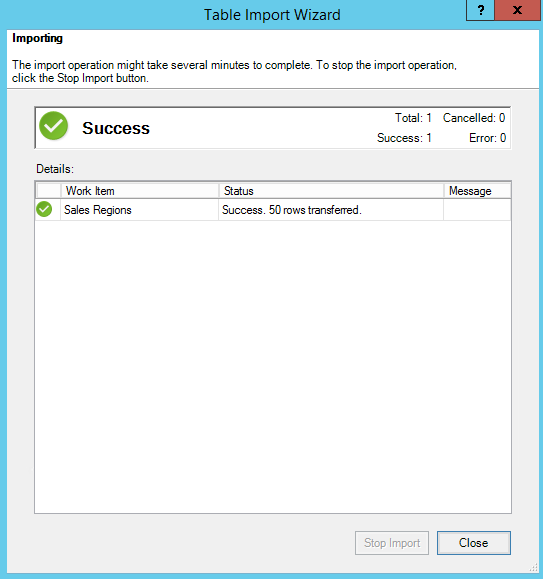 Table Import Wizard
?
x
Importing
The import operation might take several minutes to complete. To stop the import operation,
click the Stop Import button.
Success
Total: 1 Cancelled: 0
Success: 1 Error: 0
Details:
Work Item Status Message
Sales Regions Success. 50 rows transferred.
Stop Import Close